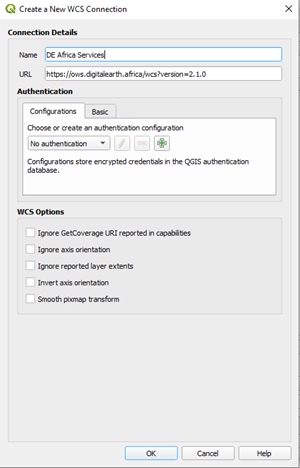 Create a New WCS Connection
Connection Details
Name DE Africa Services
URL https://ows.digitalearth.africa/wcs?version=2.1.0
Authentication
Configurations Basic
Choose or create an authentication configuration
No authentication
Configurations store encrypted credentials in the QGIS authentication
database.
WCS Options
Ignore GetCoverage URI reported in capabilities
Ignore axis orientation
Ignore reported layer extents
Invert axis orientation
Smooth pixmap transform
OK Cancel Help